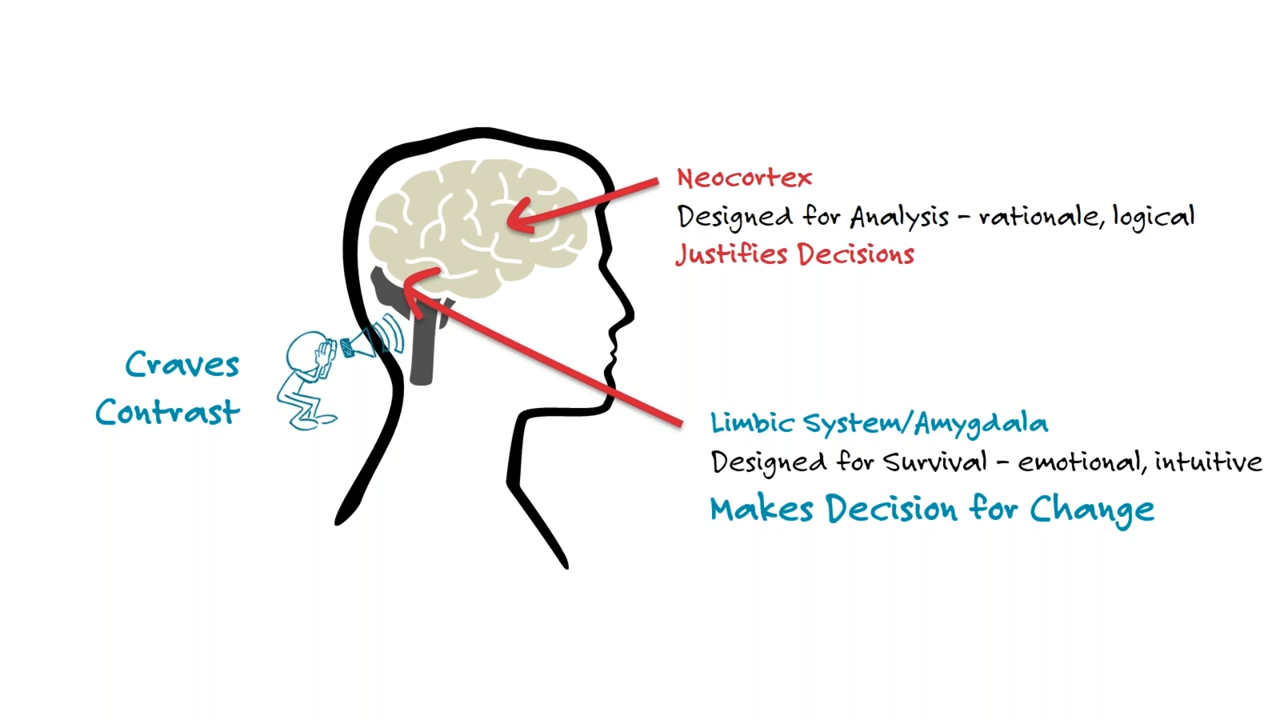 Neocortex
Designed for Analysis – rationale, logical
Justifies Decisions
Craves
Contrast
Limbic System/Amygdala
Designed for Survival – emotional, intuitive
Makes Decision for Change